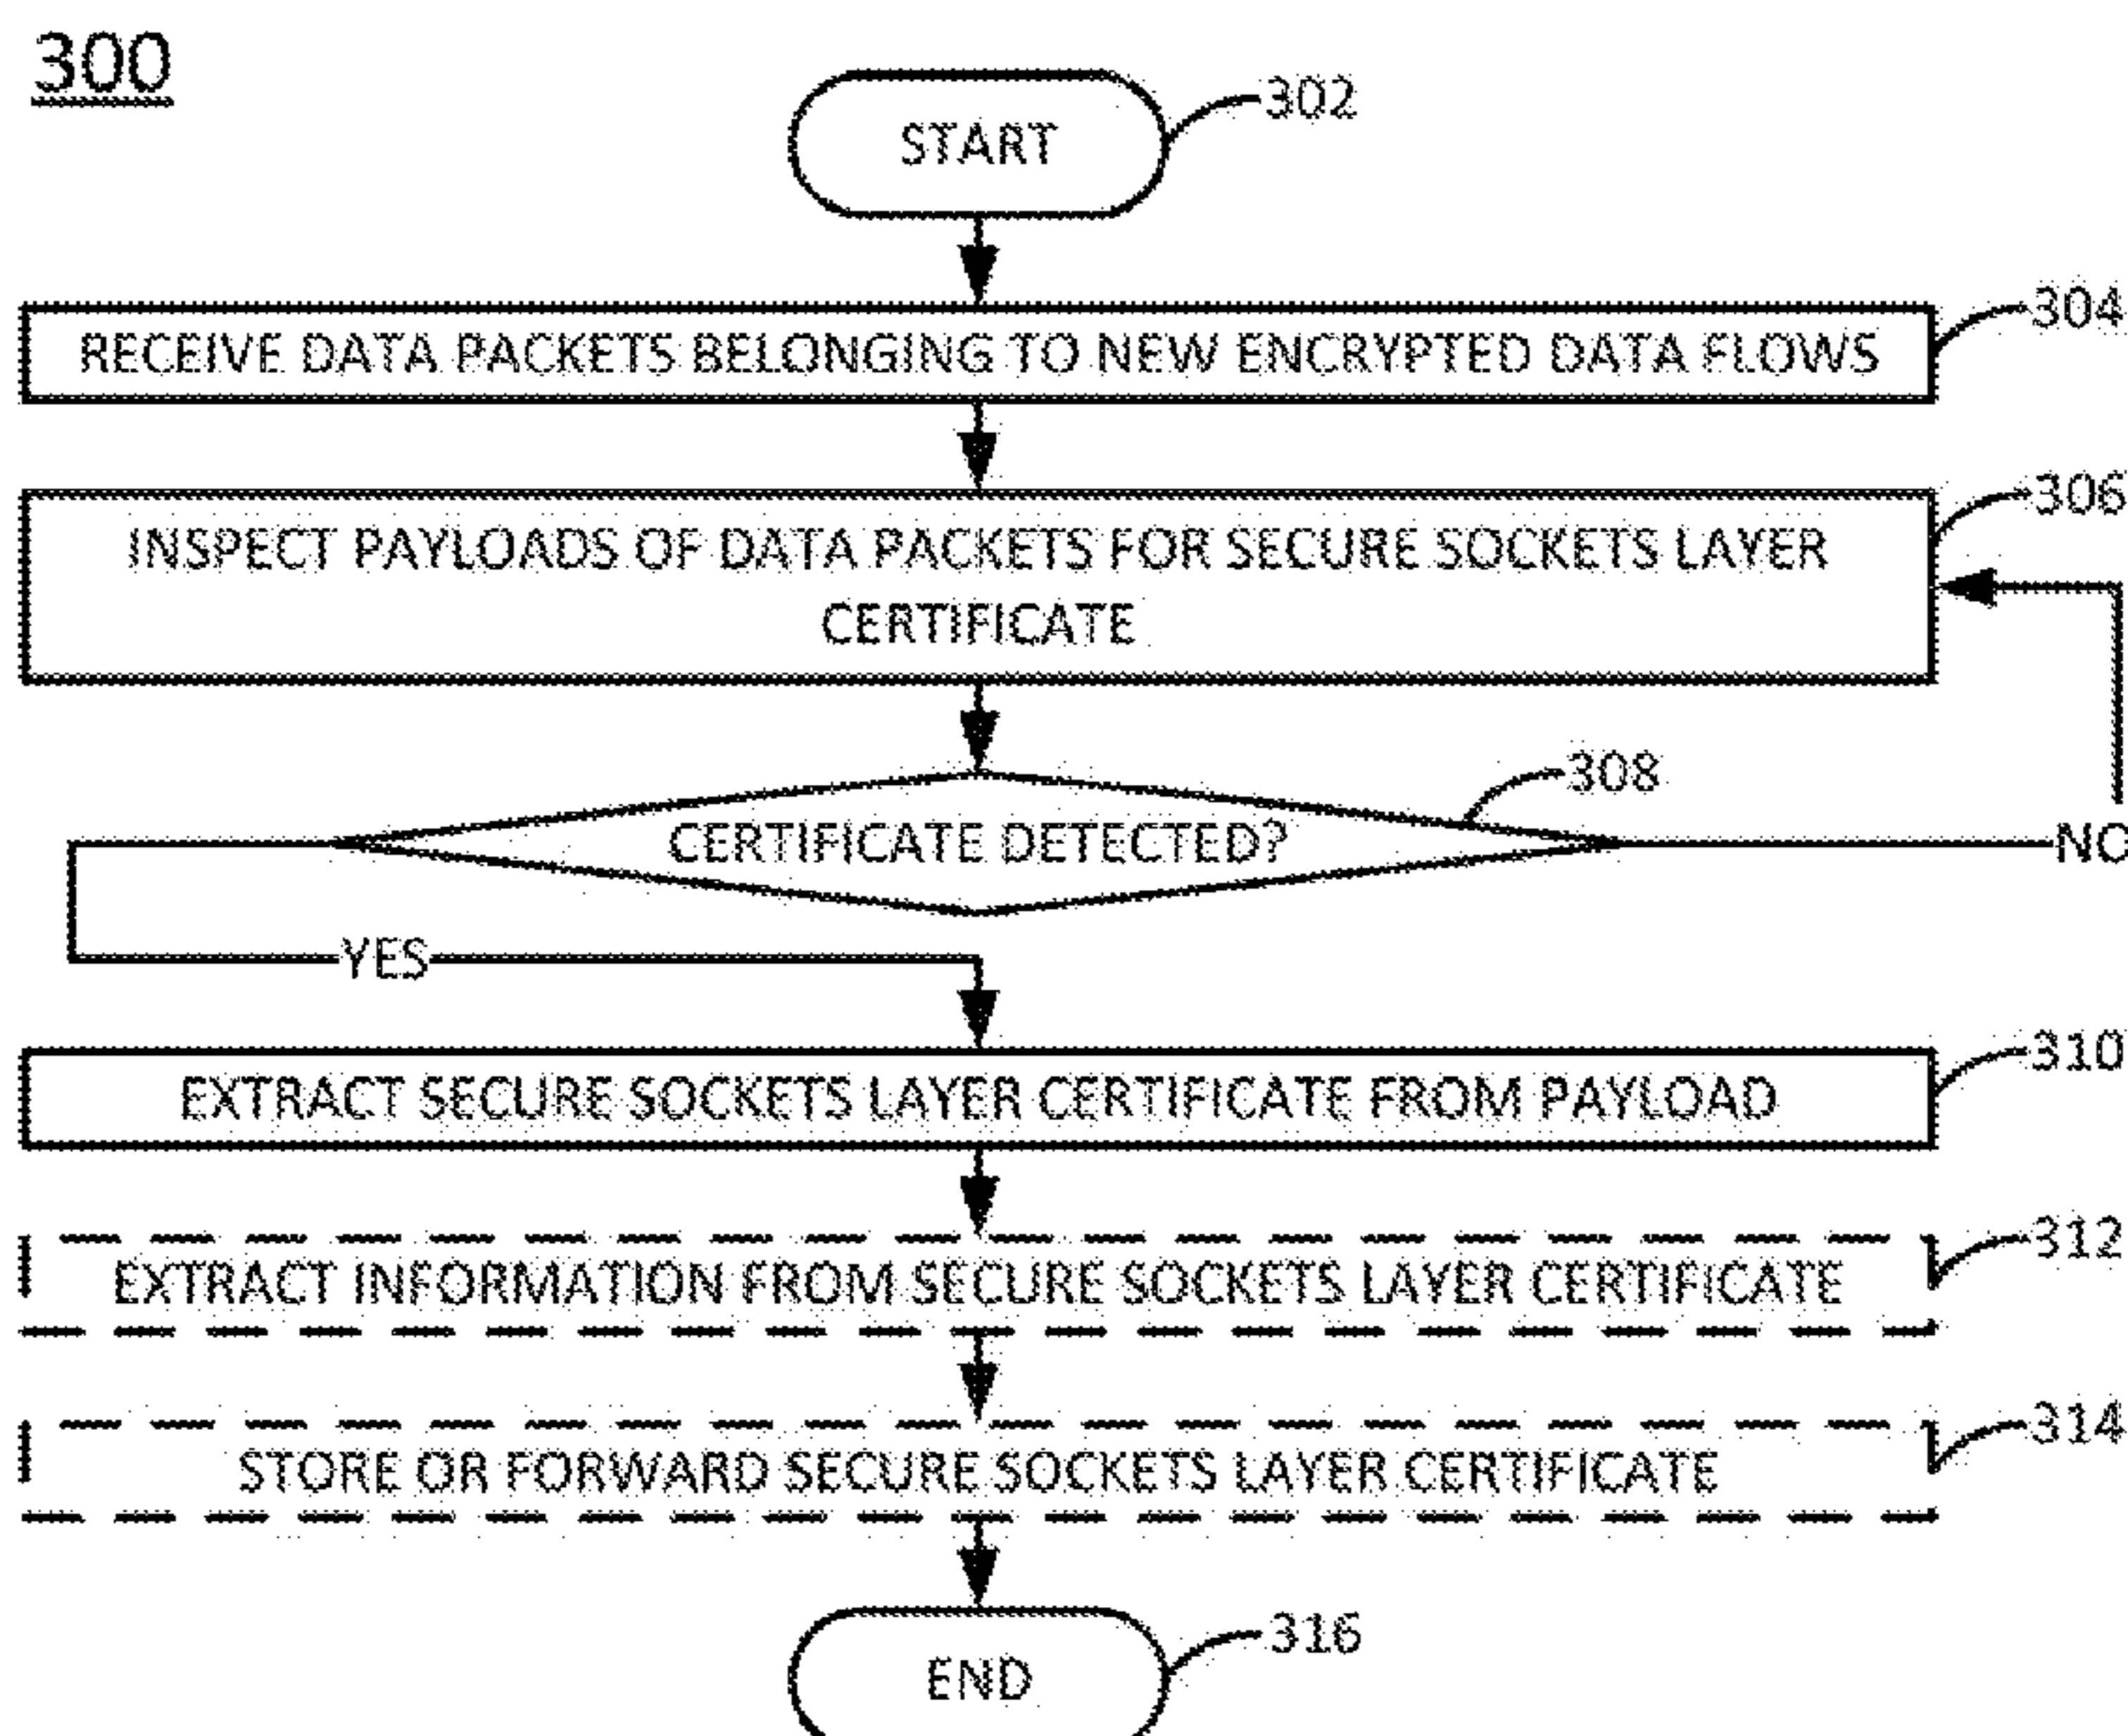 300
START
302
RECEIVE DATA PACKETS BELONGING TO NEW ENCRYPTED DATA FLOWS
304
INSPECT PAYLOADS OF DATA PACKETS FOR SECURE SOCKETS LAYER
CERTIFICATE
306
CERTIFICATE DETECTED?
308
NO
YES
EXTRACT SECURE SOCKETS LAYER CERTIFICATE FROM PAYLOAD
310
EXTRACT INFORMATION FROM SECURE SOCKETS LAYER CERTIFICATE
312
STORE OR FORWARD SECURE SOCKETS LAYER CERTIFICATE
314
END
316